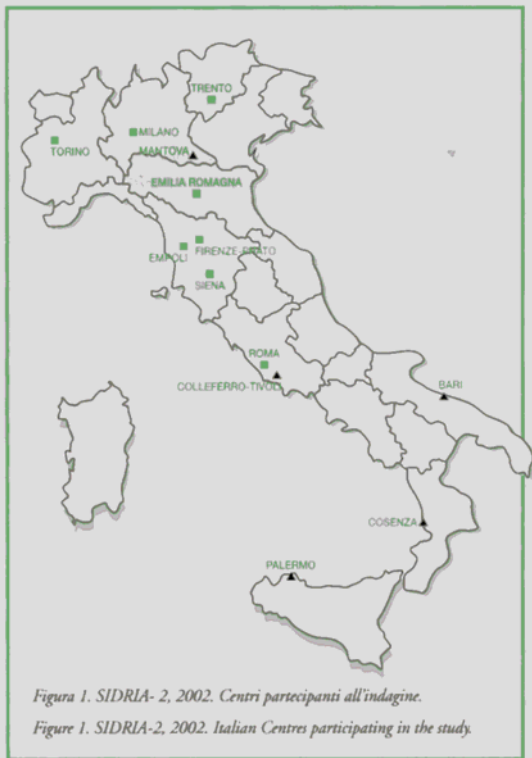 TRENTO
MILANO
TORINO
MANTOVA
EMILIA ROMAGNA
FIRENZE-PRATO
EMPOLI
SIENA
ROMA
COLLEFERRO-TIVOLI
BARI
COSENZA
PALERMO
Figura 1. SIDRIA- 2, 2002. Centri partecipanti all'indagine.
Figure 1. SIDRIA-2, 2002. Italian Centres participating in the study.